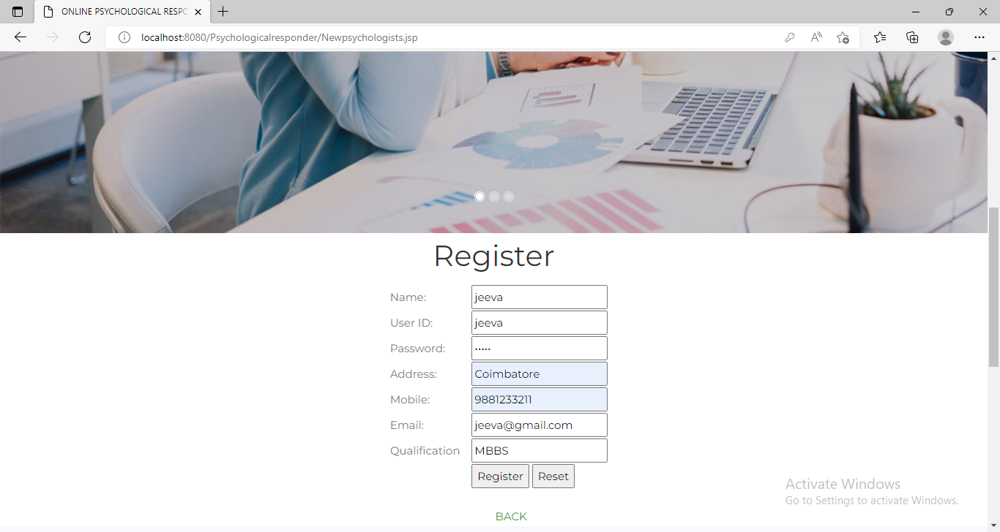 ONLINE PSYCHOLOGICAL RESPO
localhost:8080/Psychologicalresponder/Newpsychologists.jsp
Register
Name: jeeva
User ID: jeeva
Password: •••••
Address: Coimbatore
Mobile: 9881233211
Email: jeeva@gmail.com
Qualification MBBS
Register Reset
Activate Windows
Go to Settings to activate Windows.
BACK